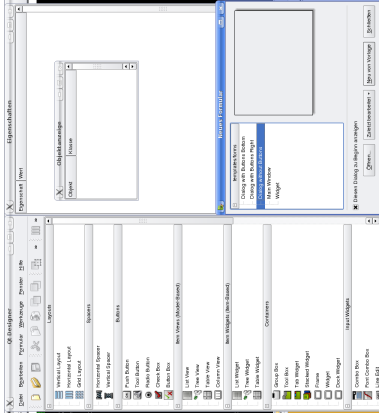 Qt Designer
Datei Bearbeiten Formular Werkzeuge Fenster Hilfe
Layouts
Vertical Layout
Horizontal Layout
Grid Layout
Spacers
Horizontal Spacer
Vertical Spacer
Buttons
Push Button
Tool Button
Radio Button
Check Box
Button Box
Item Views (Model-Based)
List View
Tree View
Table View
Column View
Item Widgets (Item-Based)
List Widget
Tree Widget
Table Widget
Containers
Group Box
Tool Box
Tab Widget
Stacked Widget
Frame
Widget
Dock Widget
Input Widgets
Combo Box
Font Combo Box
Line Edit
Eigenschaften
Eigenschaft Wert
Objektanzeige
Objekt Klasse
Neues Formular
templates/forms
Dialog with Buttons Bottom
Dialog with Buttons Right
Dialog without Buttons
Main Window
Widget
Diesen Dialog zu Beginn anzeigen
Öffnen... Zuletzt bearbeitet Neu von Vorlage Schließen